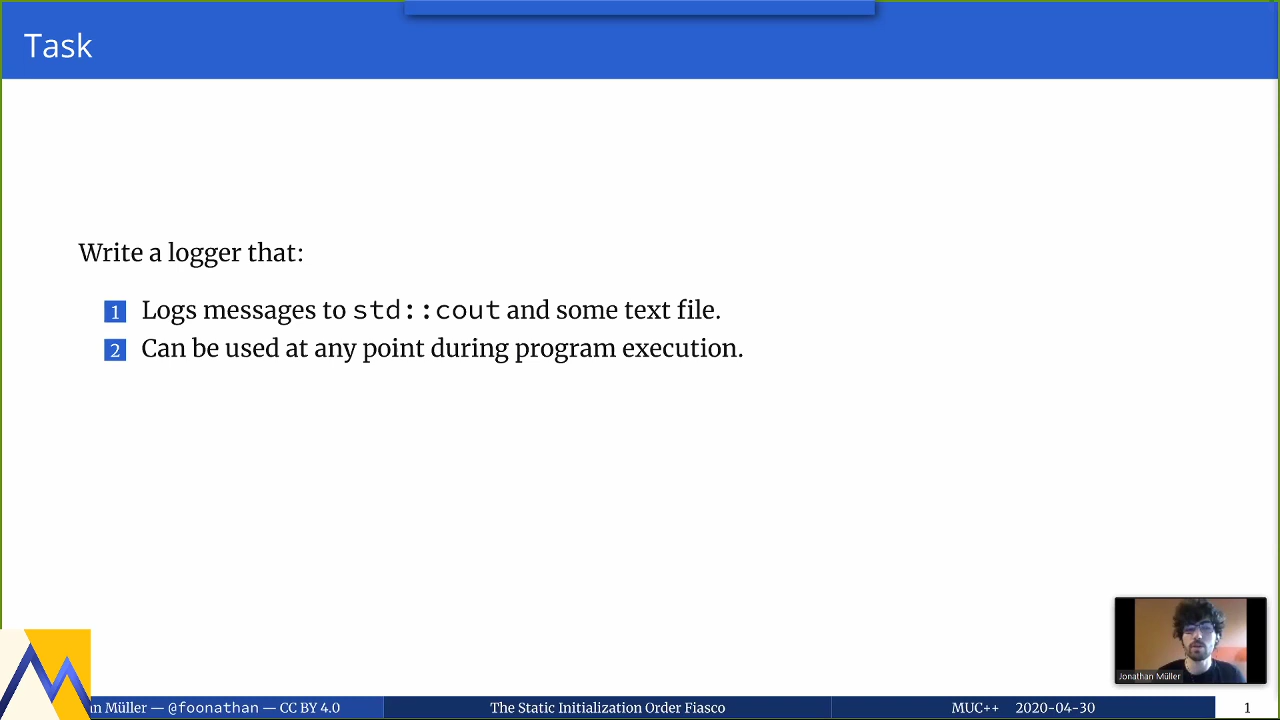 Task
Write a logger that:
1 Logs messages to std::cout and some text file.
2 Can be used at any point during program execution.
Jonathan Müller
Müller — @foonathan — CC BY 4.0
The Static Initialization Order Fiasco
MUC++ 2020-04-30
1